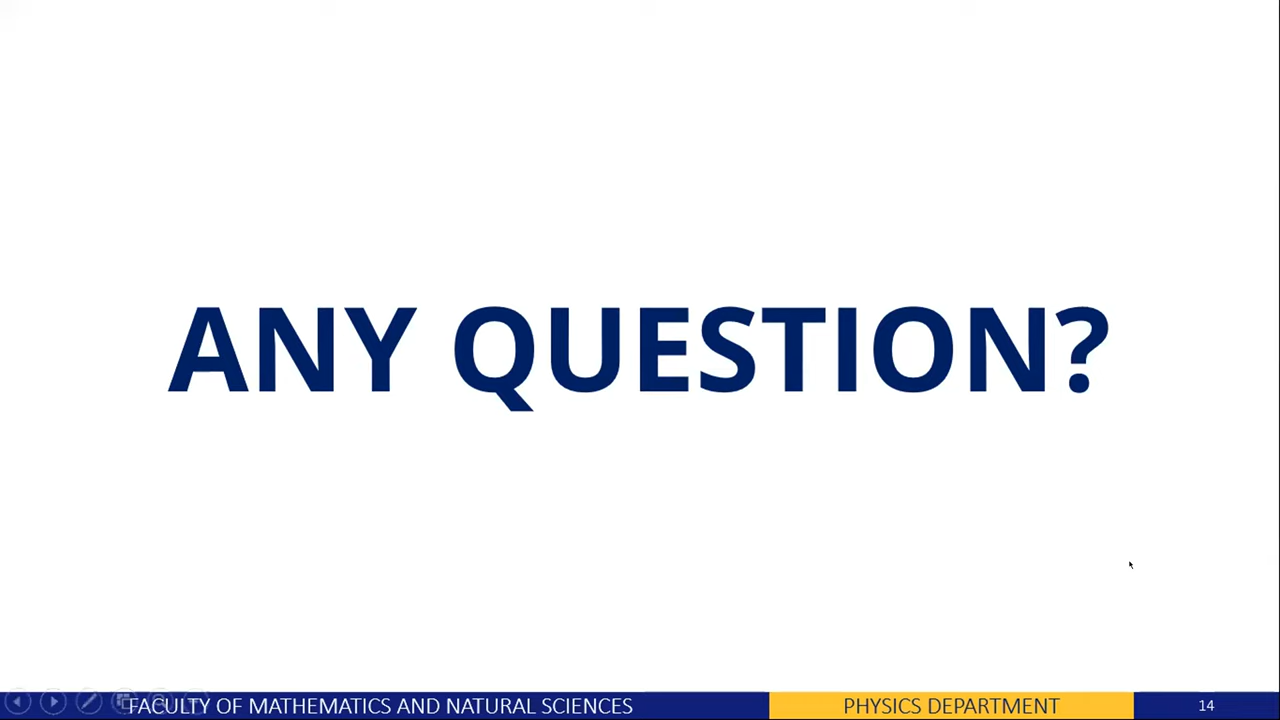 ANY QUESTION?
FACULTY OF MATHEMATICS AND NATURAL SCIENCES
PHYSICS DEPARTMENT
14